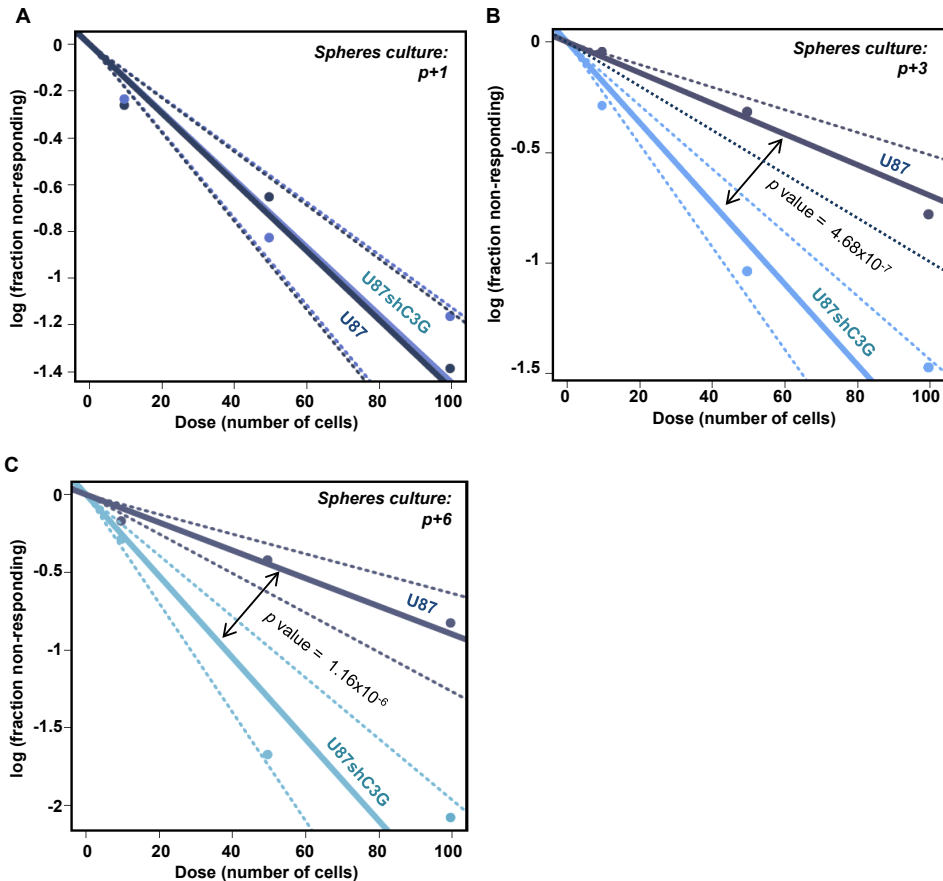 A
Spheres culture:
p+1
log (fraction non-responding)
0
-0.2
-0.4
-0.6
-0.8
-1
-1.2
-1.4
U87shC3G
U87
0 20 40 60 80 100
Dose (number of cells)
B
Spheres culture:
p+3
log (fraction non-responding)
0
-0.5
-1
-1.5
U87
p value = 4.68x10-7
U87shC3G
0 20 40 60 80 100
Dose (number of cells)
C
Spheres culture:
p+6
log (fraction non-responding)
0
-0.5
-1
-1.5
-2
U87
p value = 1.16x10-6
U87shC3G
0 20 40 60 80 100
Dose (number of cells)